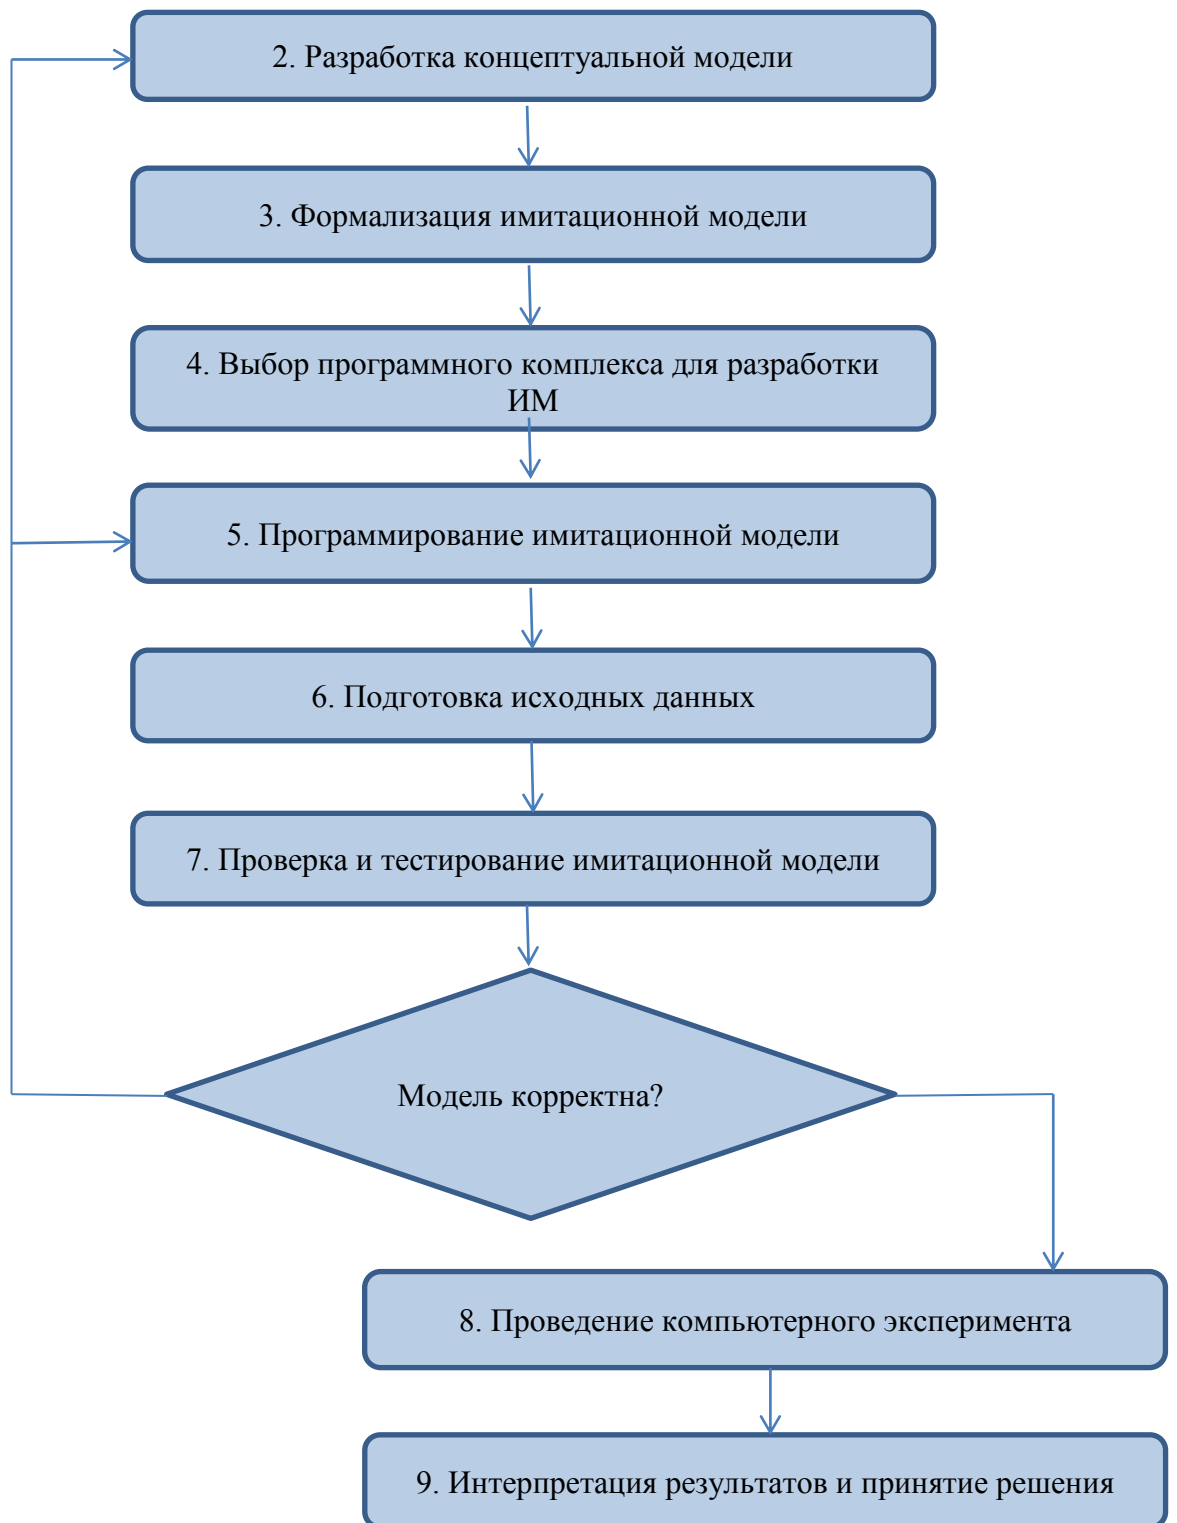 2. Разработка концептуальной модели
3. Формализация имитационной модели
4. Выбор программного комплекса для разработки
ИМ
5. Программирование имитационной модели
6. Подготовка исходных данных
7. Проверка и тестирование имитационной модели
Модель корректна?
8. Проведение компьютерного эксперимента
9. Интерпретация результатов и принятие решения